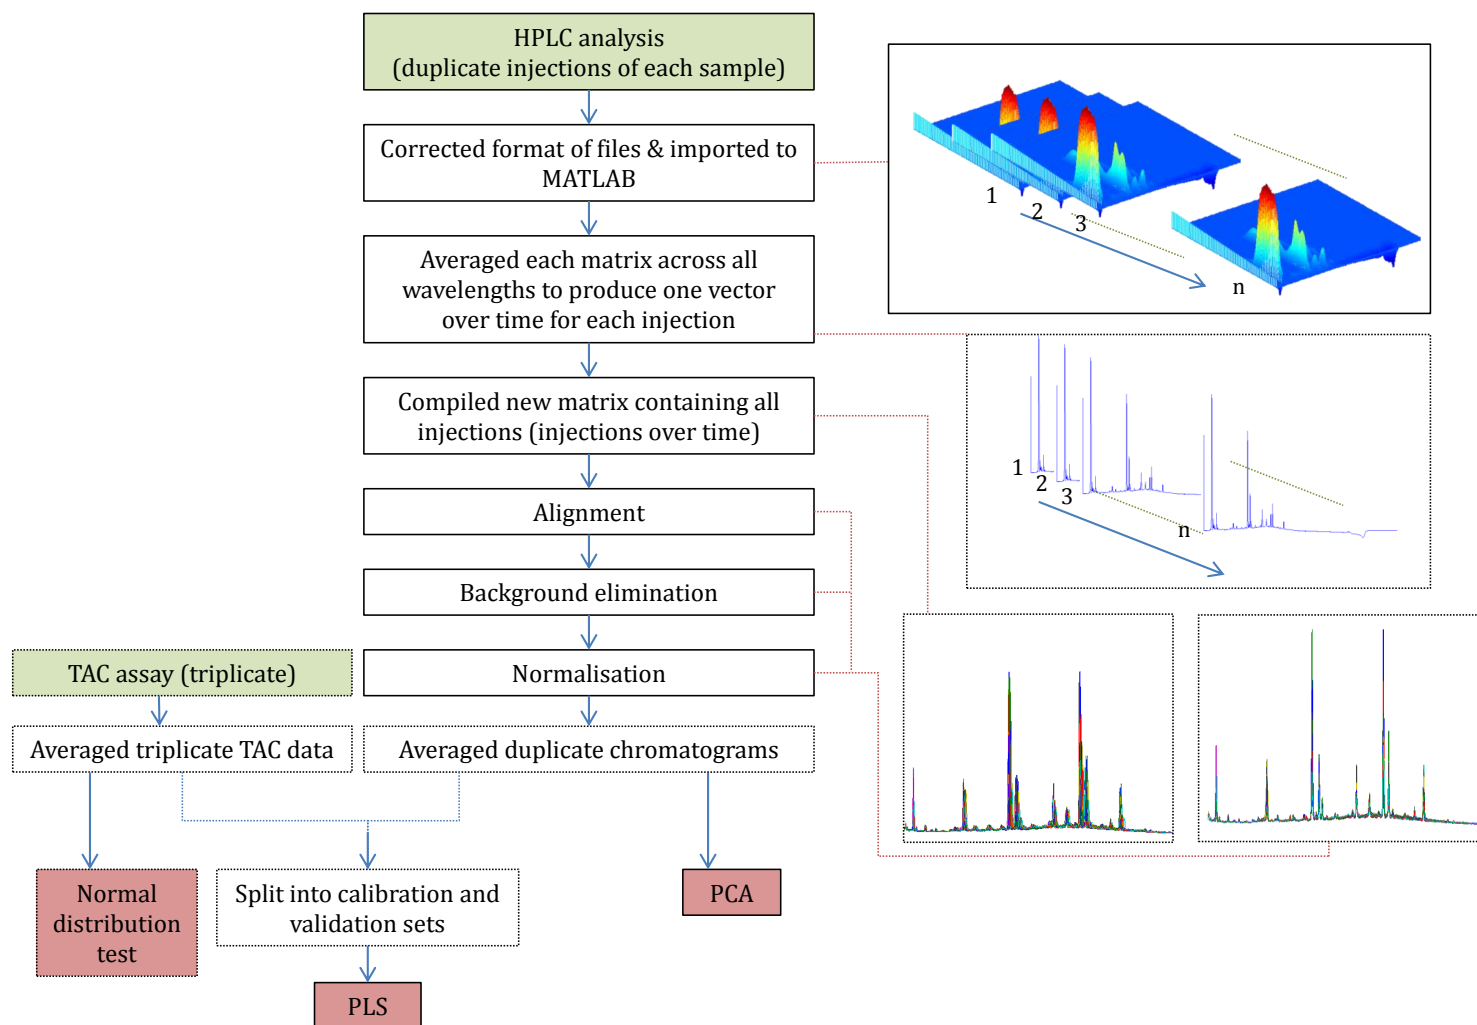 HPLC analysis
(duplicate injections of each sample)
Corrected format of files & imported to
MATLAB
1
2
3
n
Averaged each matrix across all
wavelengths to produce one vector
over time for each injection
Compiled new matrix containing all
injections (injections over time)
1
2
3
n
Alignment
Background elimination
TAC assay (triplicate)
Normalisation
Averaged triplicate TAC data
Averaged duplicate chromatograms
Normal
distribution
test
Split into calibration and
validation sets
PCA
PLS